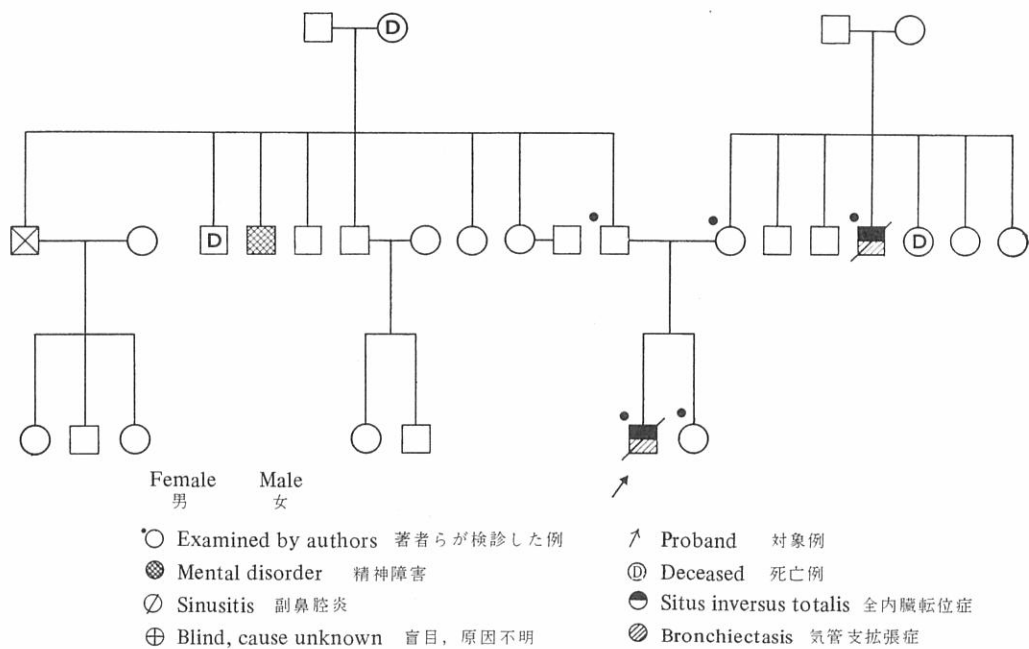 D
D
D
Female Male
男 女
Examined by authors 著者らが検診した例
Mental disorder 精神障害
Sinusitis 副鼻腔炎
Blind, cause unknown 盲目，原因不明
Proband 対象例
D Deceased 死亡例
Situs inversus totalis 全内臓転位症
Bronchiectasis 気管支拡張症